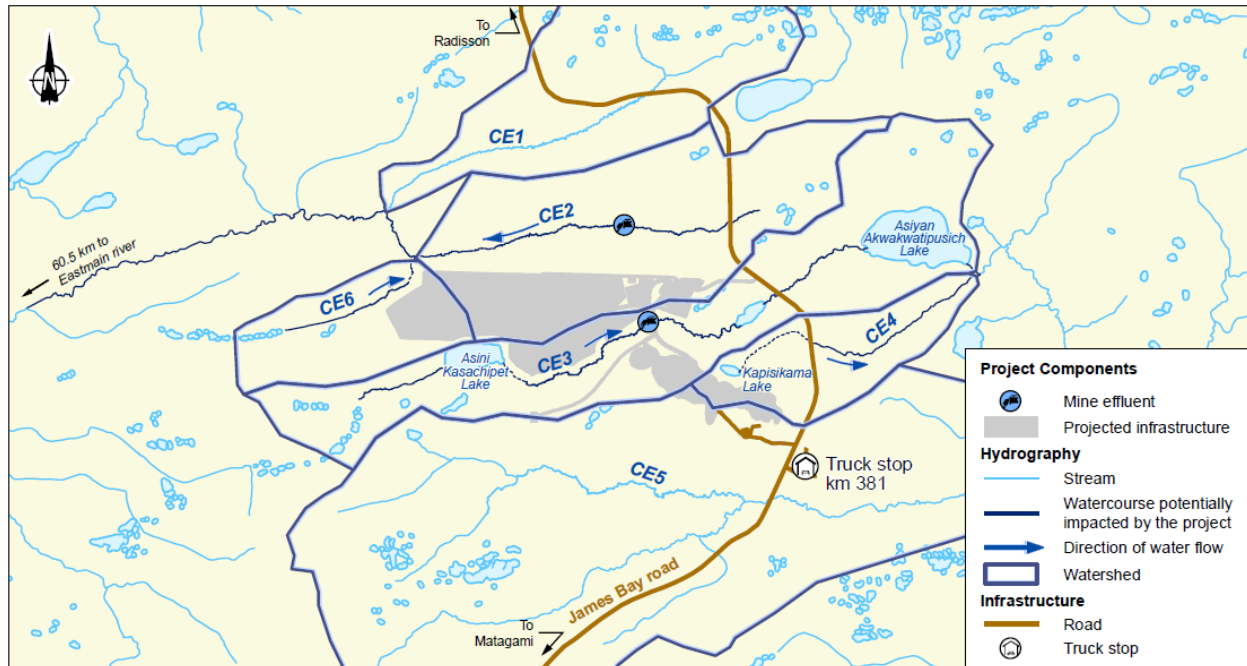 To
Radisson
N
CE1
CE2
Asiyan
Akwakwatipusich
Lake
60.5 km to
Eastmain river
CE6
CE4
Asini
Kasachipet
Lake
CE3
Kapisikama
Lake
Truck stop
km 381
CE5
James Bay road
To
Matagami
Project Components
Mine effluent
Projected infrastructure
Hydrography
Stream
Watercourse potentially
impacted by the project
Direction of water flow
Watershed
Infrastructure
Road
Truck stop